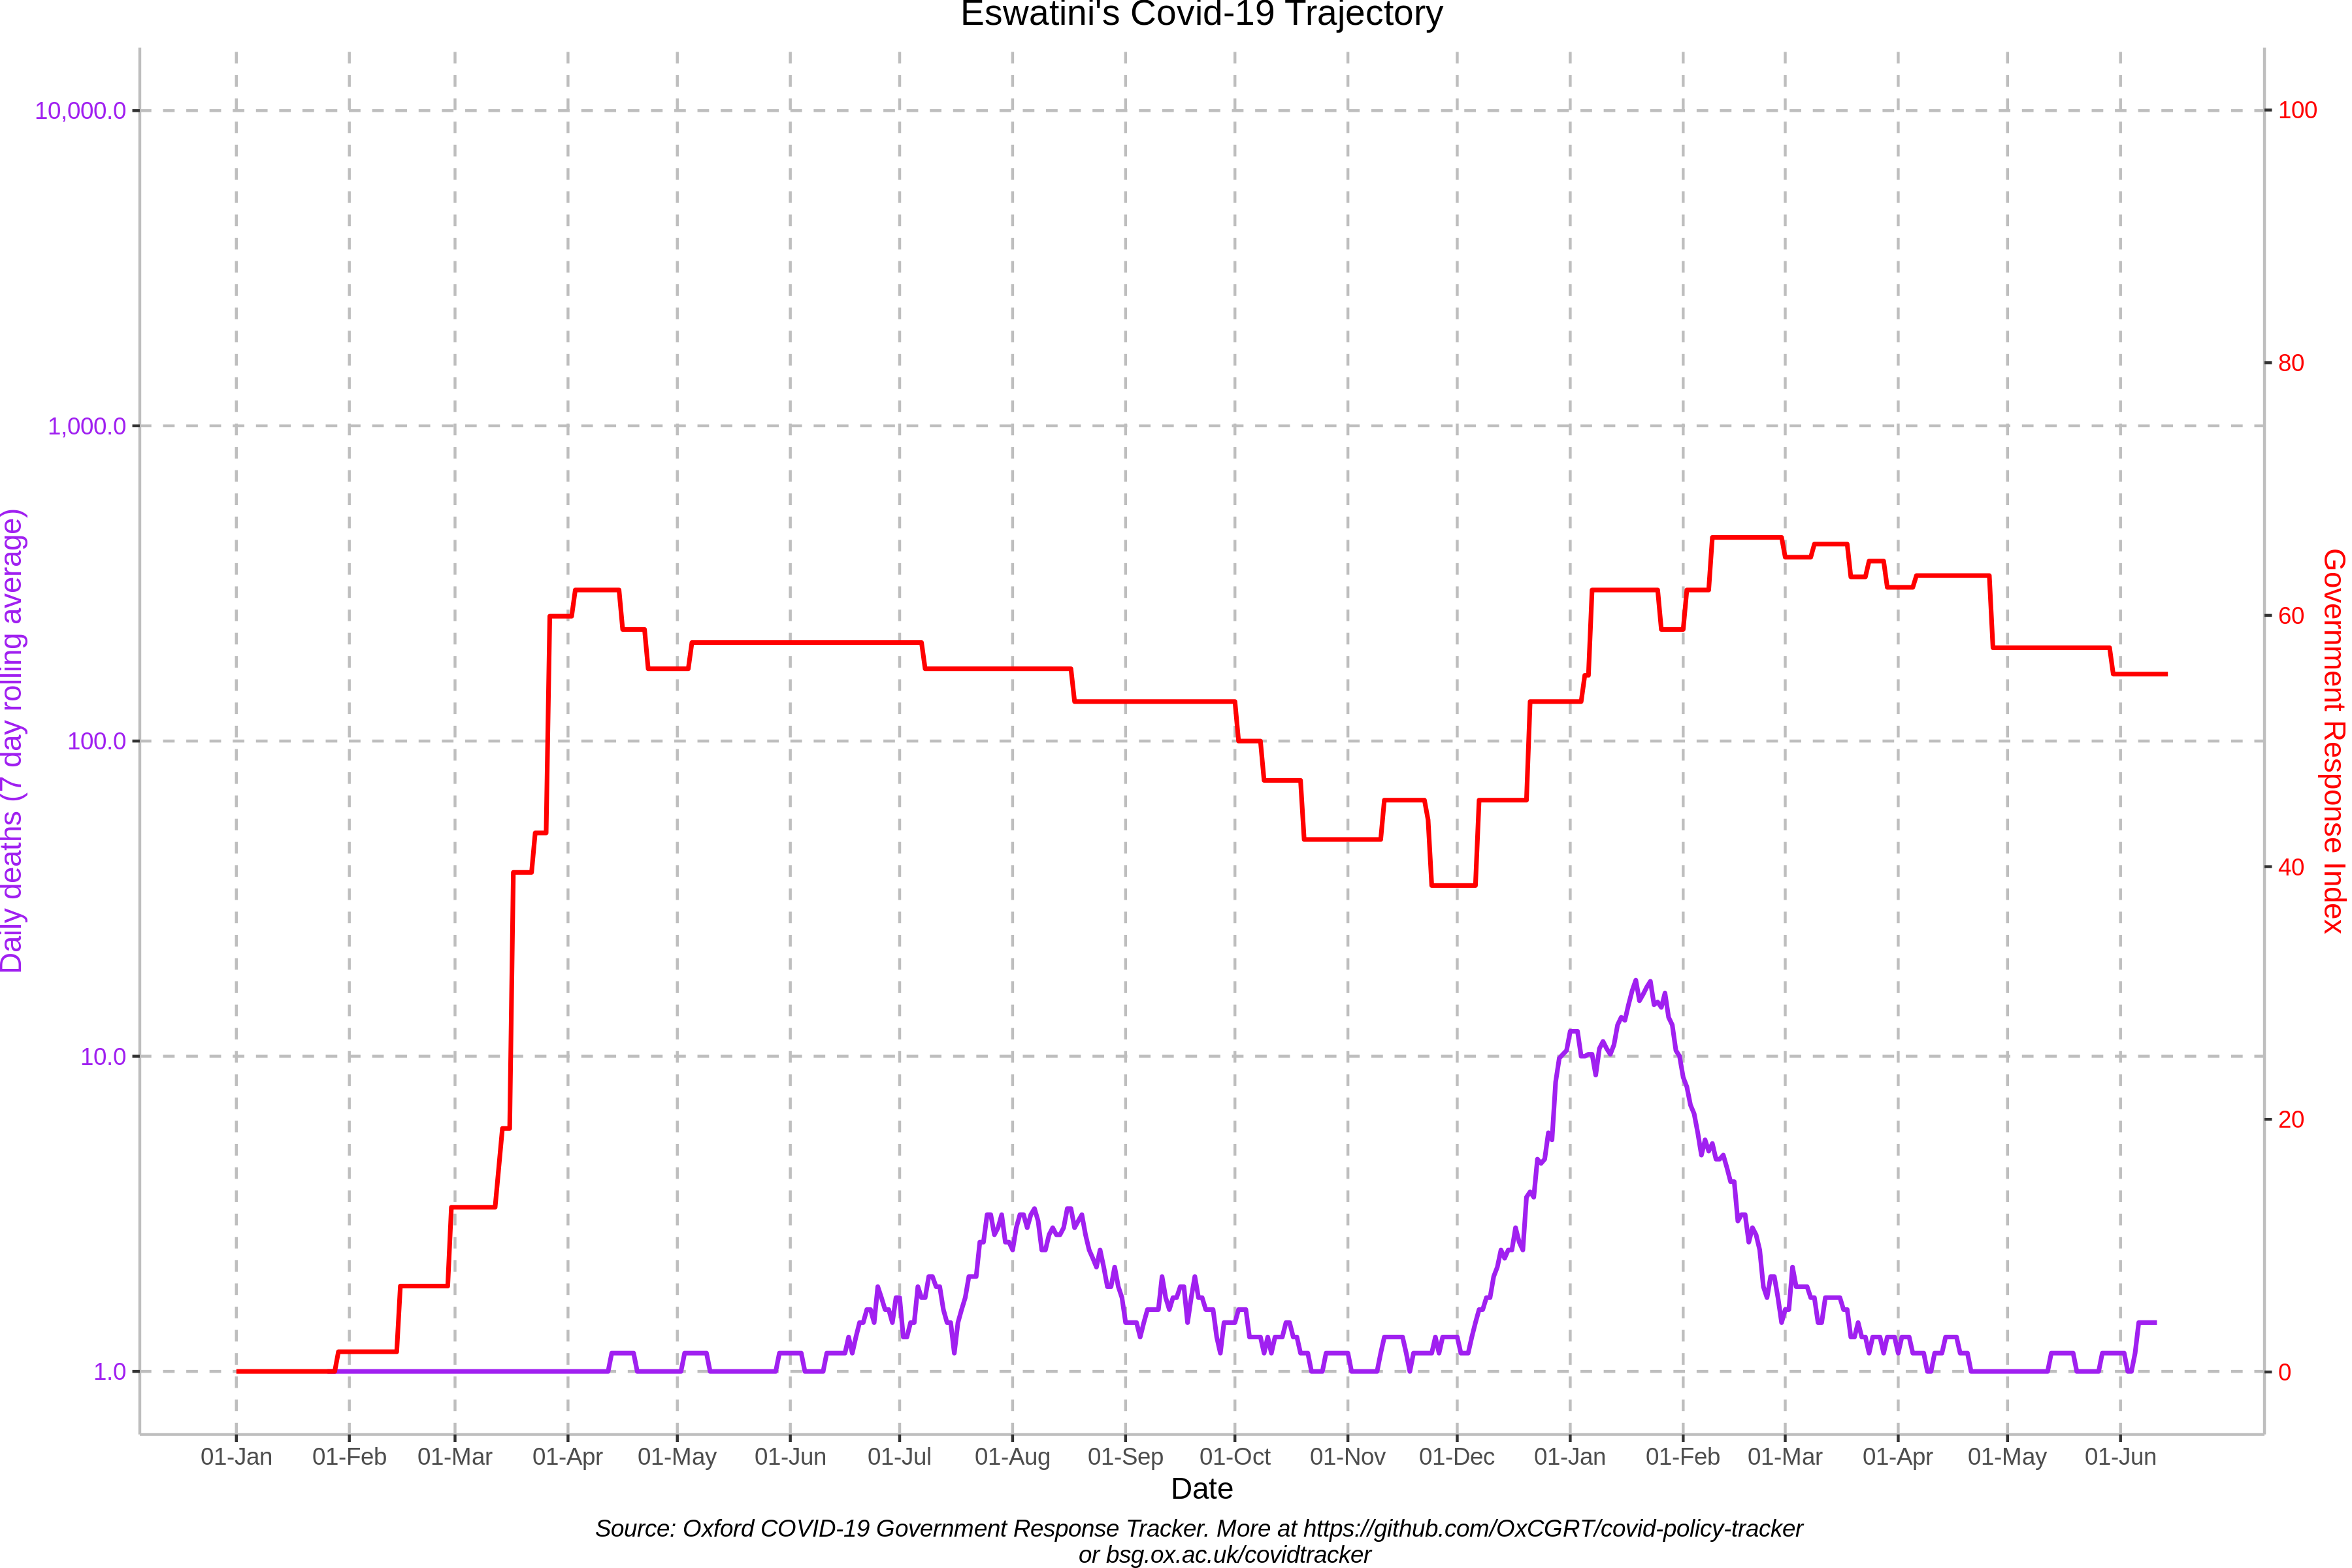 Eswatini's Covid-19 Trajectory
10,000.0
1,000.0
100.0
10.0
1.0
Daily deaths (7 day rolling average)
100
80
60
40
20
0
Government Response Index
01-Jan 01-Feb 01-Mar 01-Apr 01-May 01-Jun 01-Jul 01-Aug 01-Sep 01-Oct 01-Nov 01-Dec 01-Jan 01-Feb 01-Mar 01-Apr 01-May 01-Jun
Date
Source: Oxford COVID-19 Government Response Tracker. More at https://github.com/OxCGRT/covid-policy-tracker
or bsg.ox.ac.uk/covidtracker